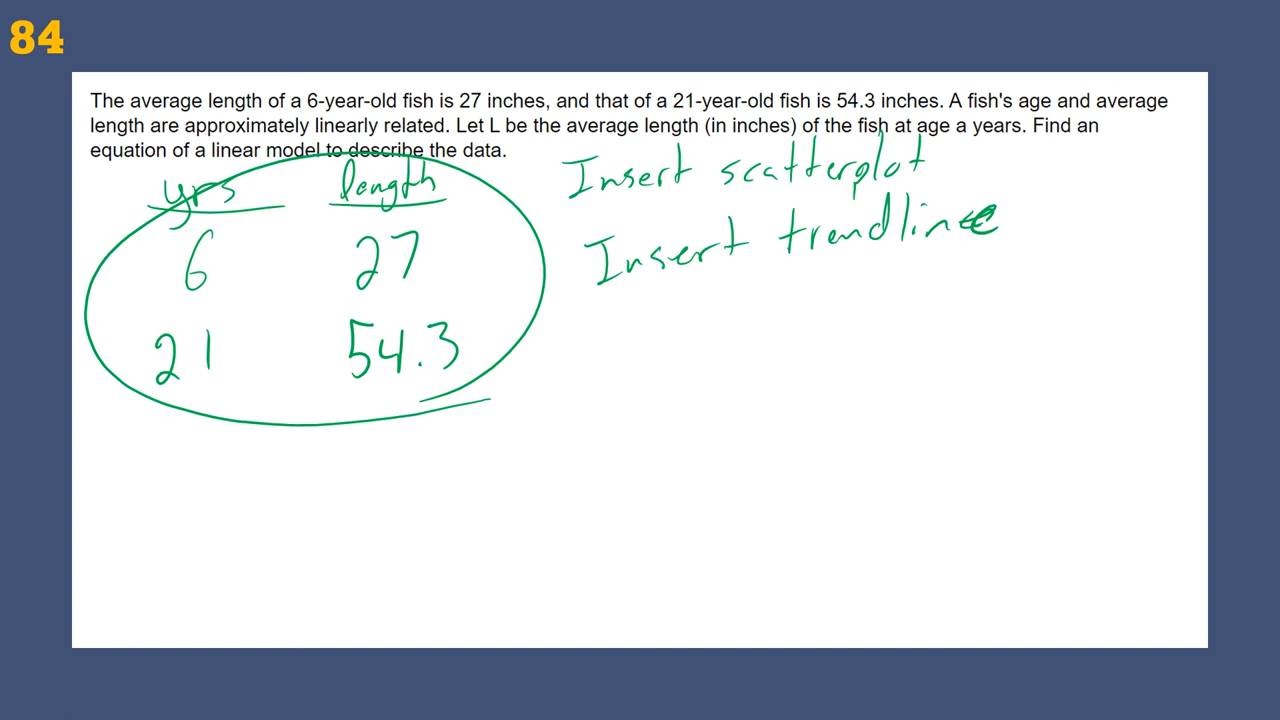 84
The average length of a 6-year-old fish is 27 inches, and that of a 21-year-old fish is 54.3 inches. A fish's age and average
length are approximately linearly related. Let L be the average length (in inches) of the fish at age a years. Find an
equation of a linear model to describe the data.
yrs length
6 27
21 54.3
Insert scatterplot
Insert trendline